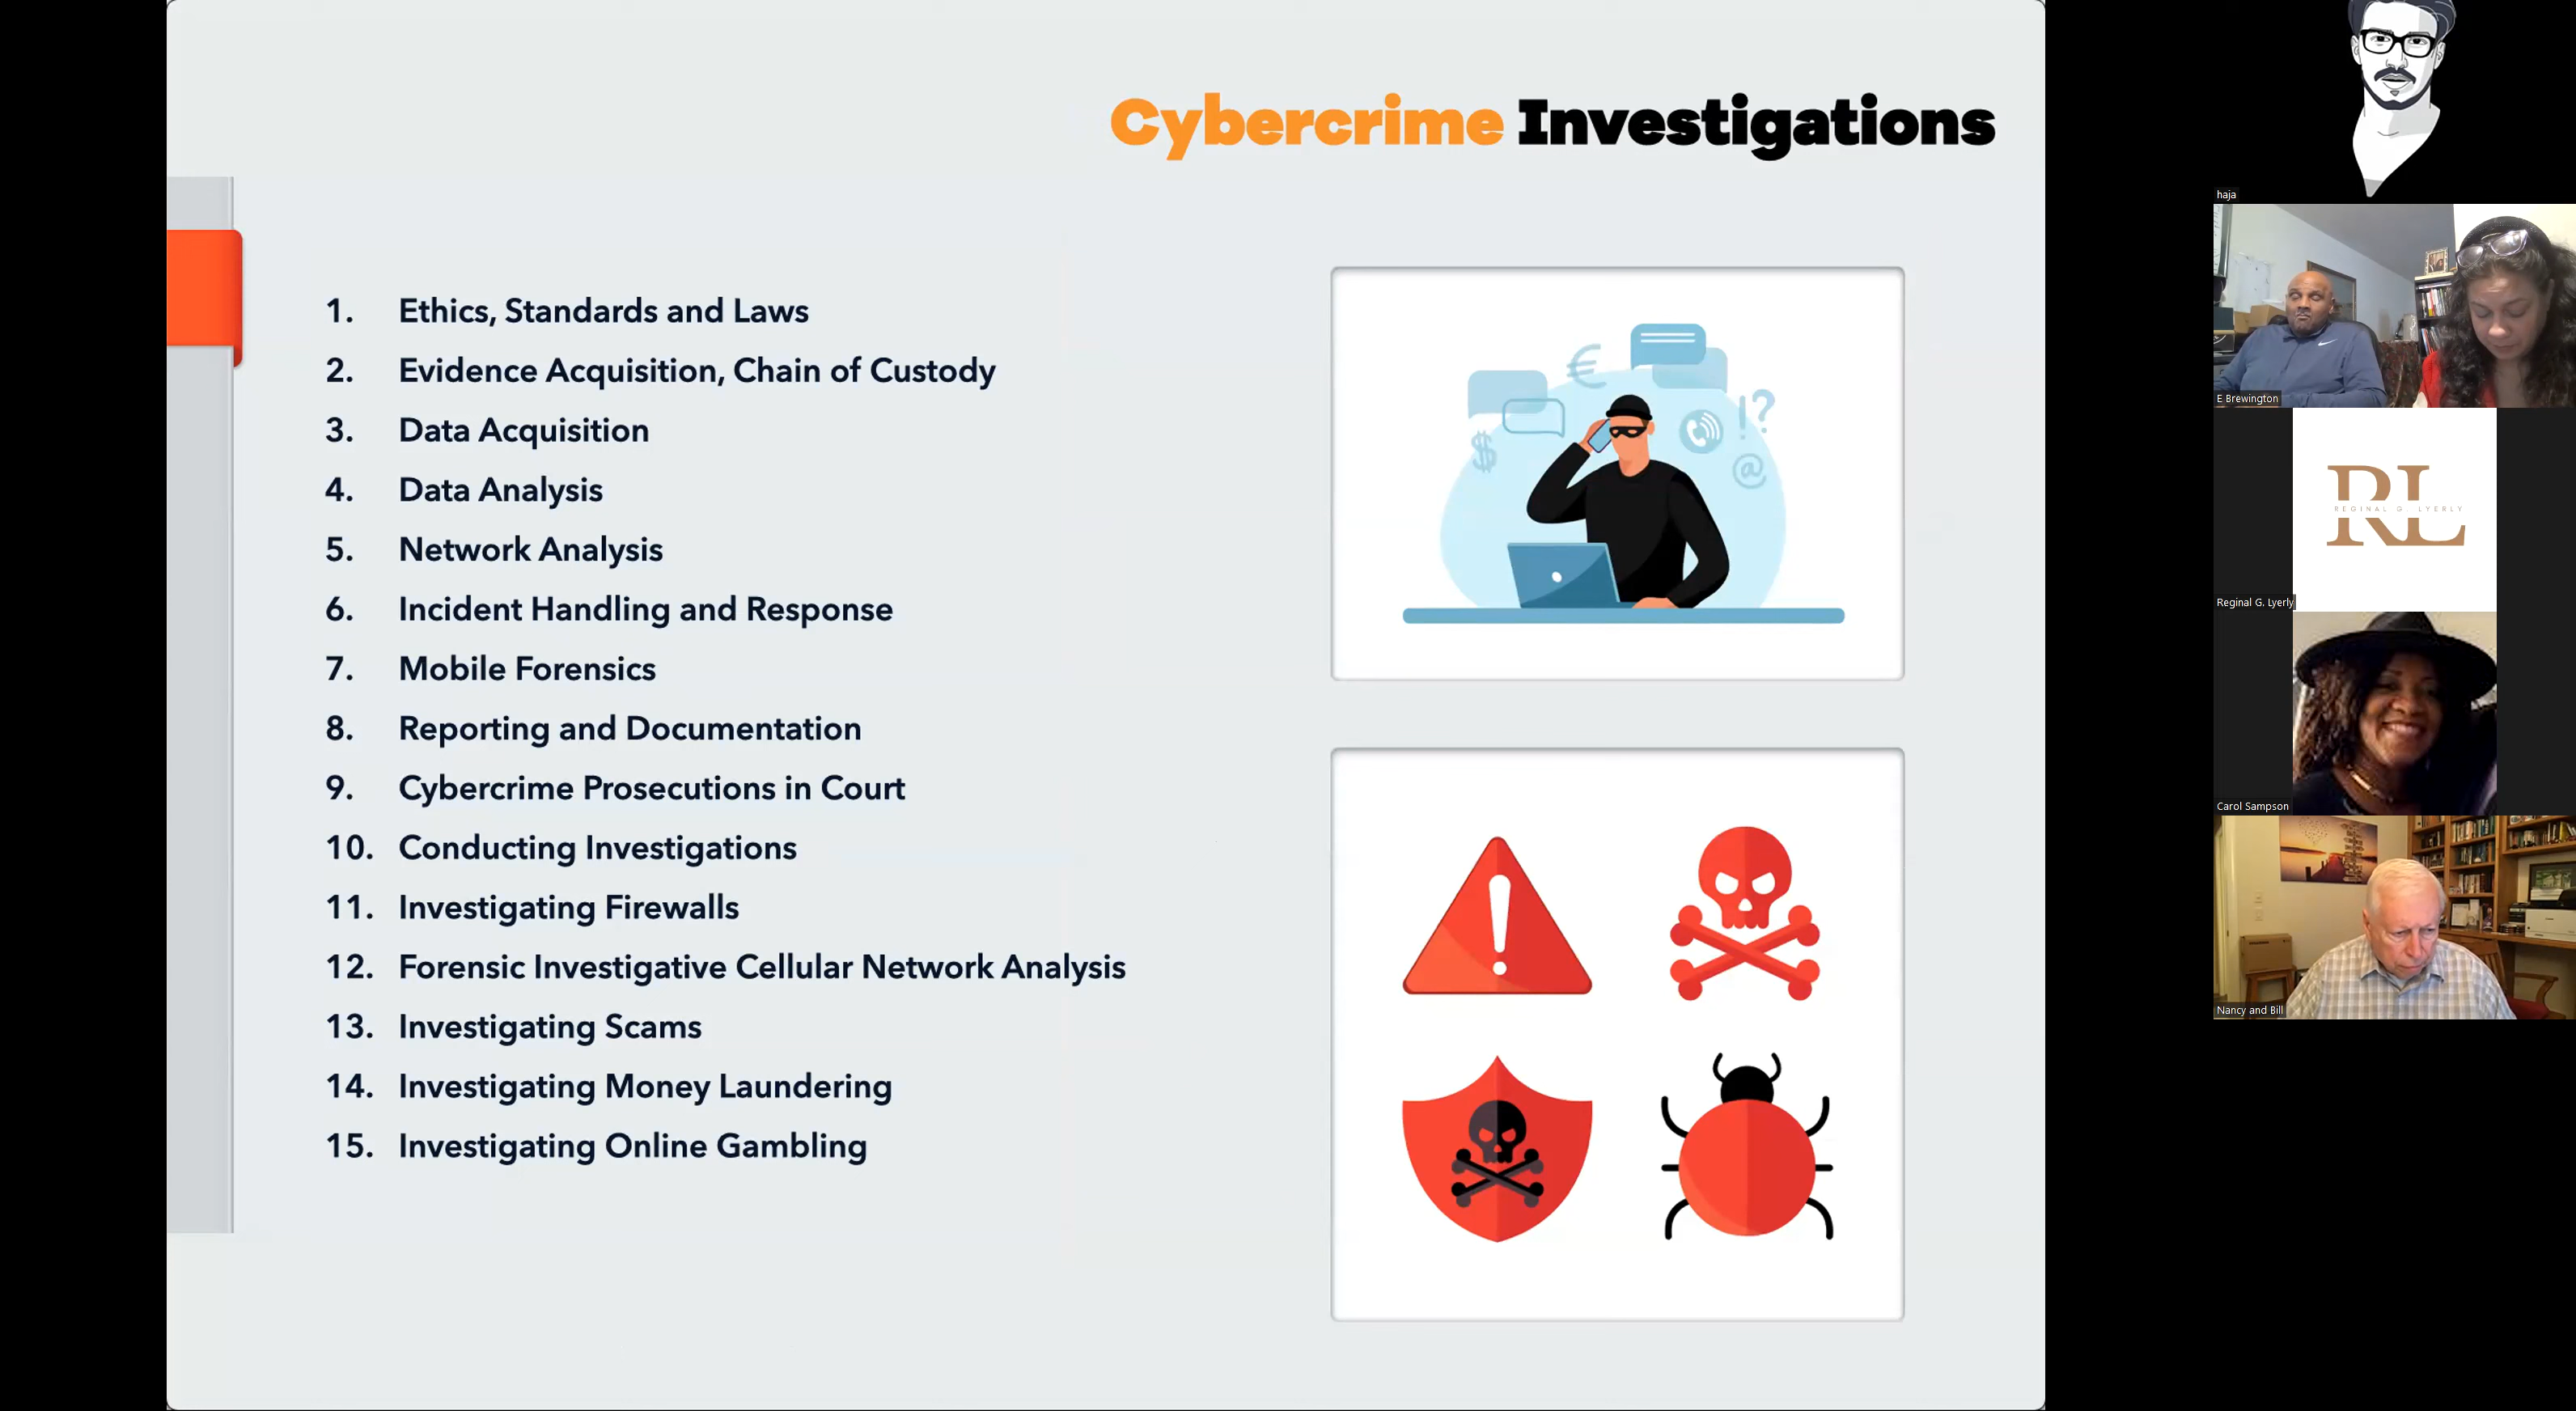 Cybercrime Investigations
1. Ethics, Standards and Laws
2. Evidence Acquisition, Chain of Custody
3. Data Acquisition
4. Data Analysis
5. Network Analysis
6. Incident Handling and Response
7. Mobile Forensics
8. Reporting and Documentation
9. Cybercrime Prosecutions in Court
10. Conducting Investigations
11. Investigating Firewalls
12. Forensic Investigative Cellular Network Analysis
13. Investigating Scams
14. Investigating Money Laundering
15. Investigating Online Gambling
€
$
!?
@
!
haja
E Brewington
RL
REGINAL G. LYERLY
Reginal G. Lyerly
Carol Sampson
Nancy and Bill